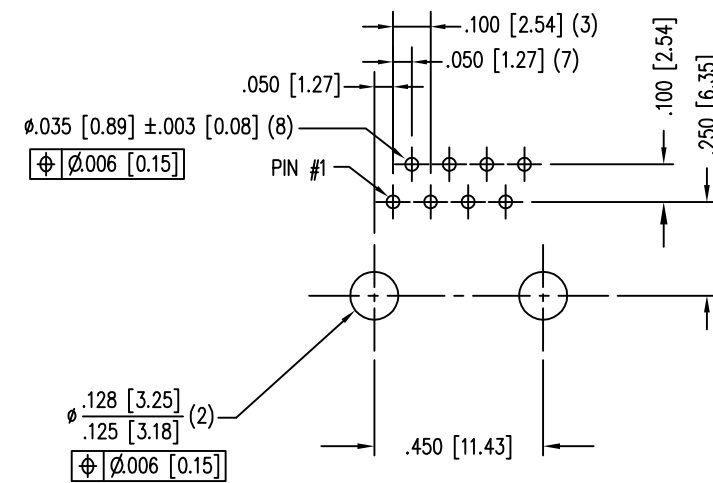 .100 [2.54] (3)
.050 [1.27] (7)
.050 [1.27]
ø.035 [0.89] ±.003 [0.08] (8)
⌖ Ø.006 [0.15]
PIN #1
.100 [2.54]
.250 [6.35]
ø .128 [3.25]
.125 [3.18] (2)
⌖ Ø.006 [0.15]
.450 [11.43]